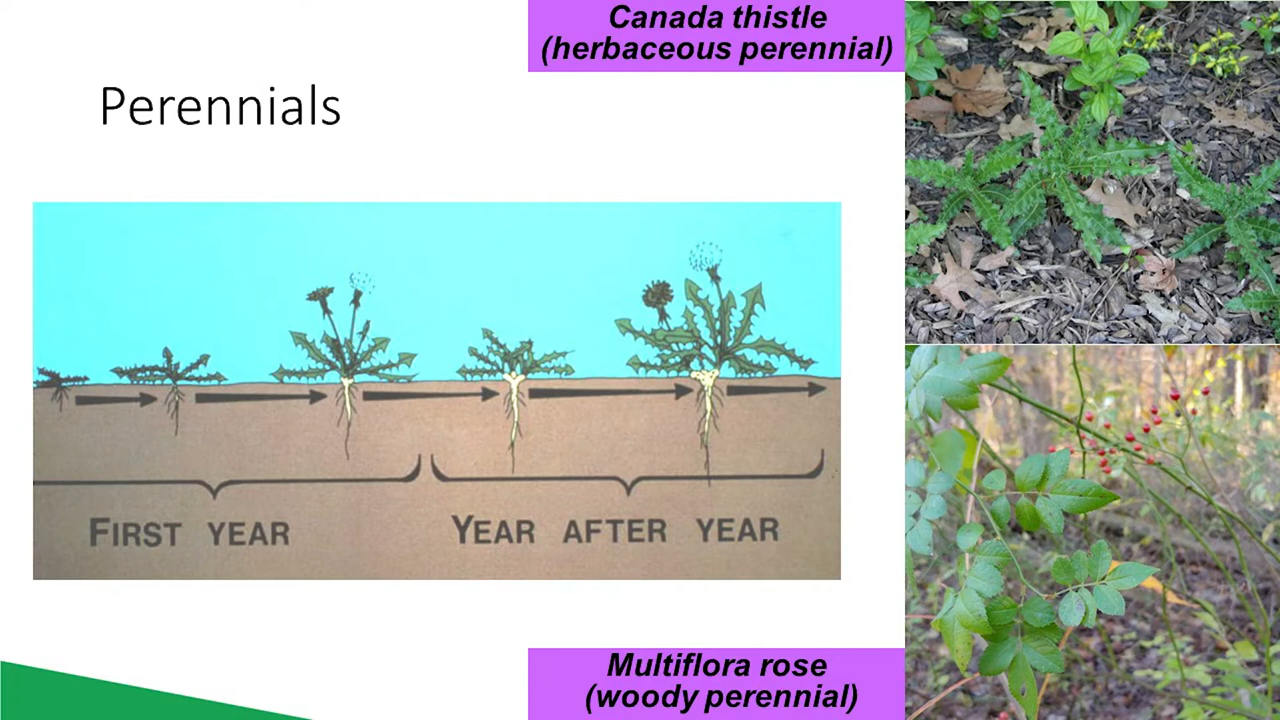 Canada thistle
(herbaceous perennial)
Perennials
FIRST YEAR
YEAR AFTER YEAR
Multiflora rose
(woody perennial)